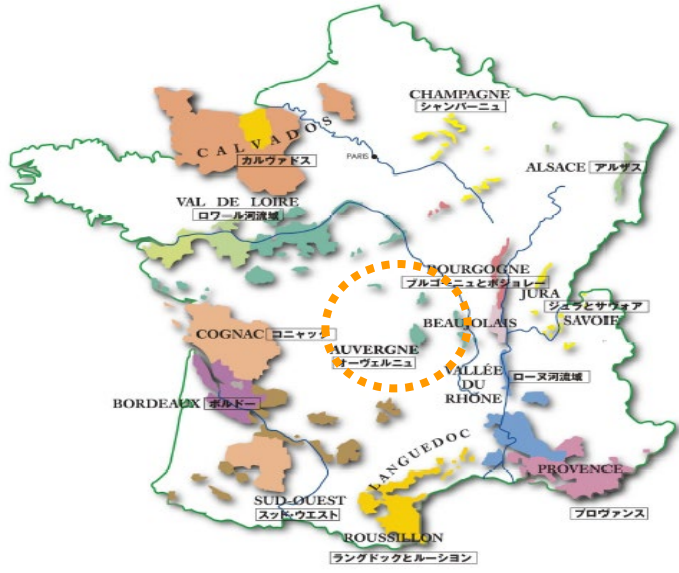 CHAMPAGNE
シャンパーニュ
CALVADOS
カルヴァドス
PARIS
ALSACE アルザス
VAL DE LOIRE
ロワール河流域
BOURGOGNE
ブルゴーニュとボジョレー
JURA
ジュラとサヴォア
SAVOIE
BEAUJOLAIS
COGNAC コニャック
AUVERGNE
オーヴェルニュ
VALLÉE
DU
RHÔNE
ローヌ河流域
BORDEAUX ボルドー
LANGUEDOC
PROVENCE
プロヴァンス
SUD-OUEST
スッド・ウエスト
ROUSSILLON
ラングドックとルーション